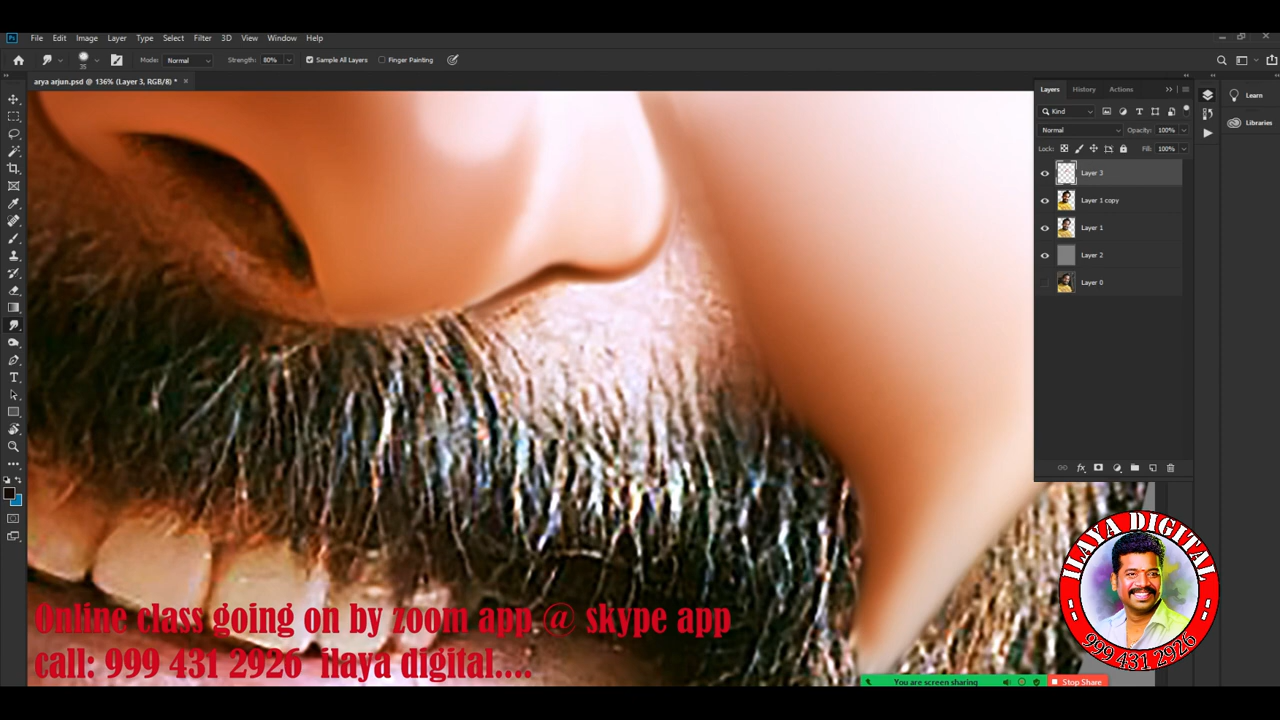 File Edit Image Layer Type Select Filter 3D View Window Help
35 Mode: Normal Strength: 80% Sample All Layers Finger Painting
arya arjun.psd @ 136% (Layer 3, RGB/8) * ×
Layers History Actions
Learn
Kind
Libraries
Normal Opacity: 100%
Lock: Fill: 100%
Layer 3
Layer 1 copy
Layer 1
Layer 2
Layer 0
ILAYA DIGITAL
999 431 2926
Online class going on by zoom app @ skype app
call: 999 431 2926 ilaya digital....
You are screen sharing Stop Share